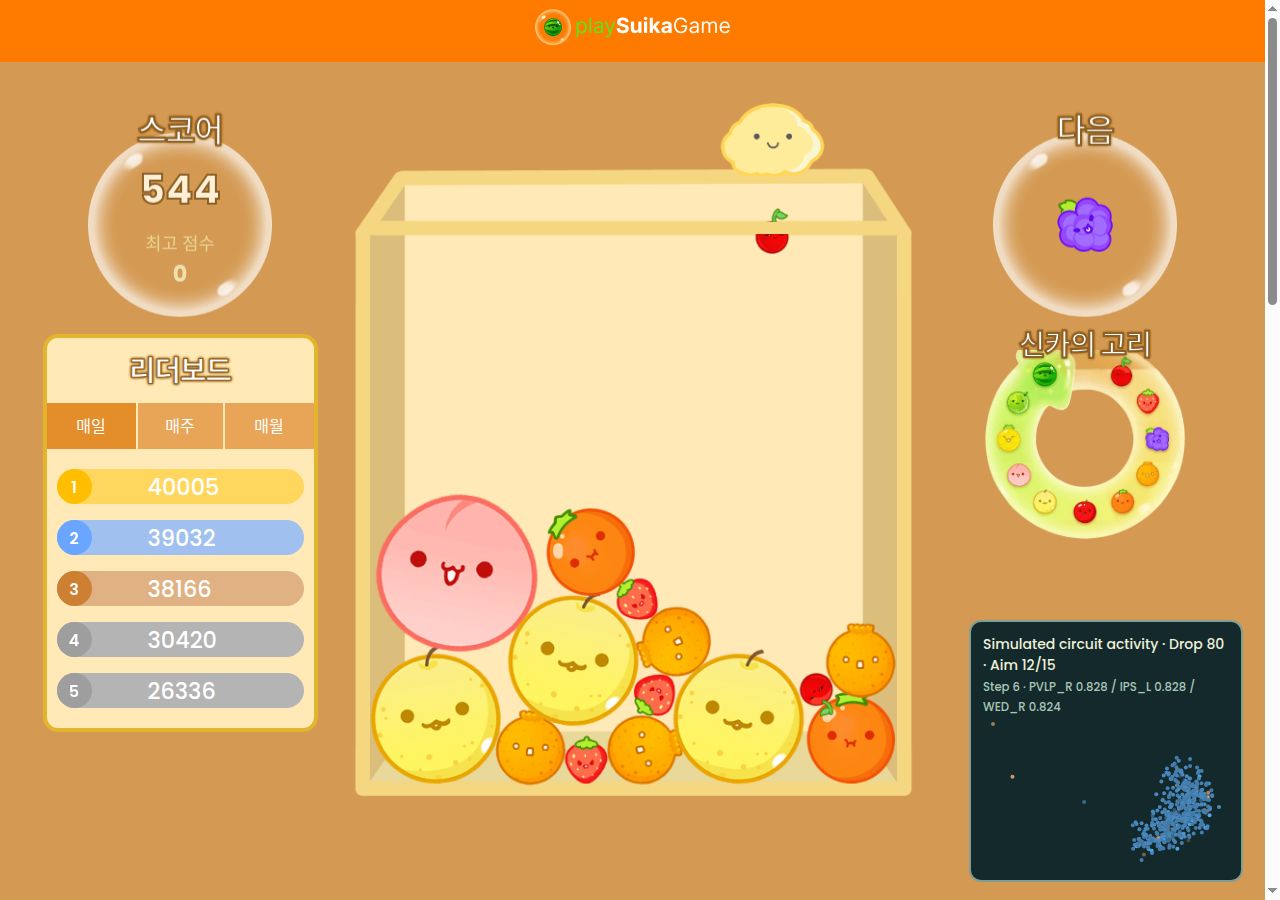 playSuikaGame
스코어
544
최고 점수
0
다음
리더보드
매일
매주
매월
1
40005
2
39032
3
38166
4
30420
5
26336
신카의 고리
Simulated circuit activity · Drop 80
· Aim 12/15
Step 6 · PVLP_R 0.828 / IPS_L 0.828 /
WED_R 0.824